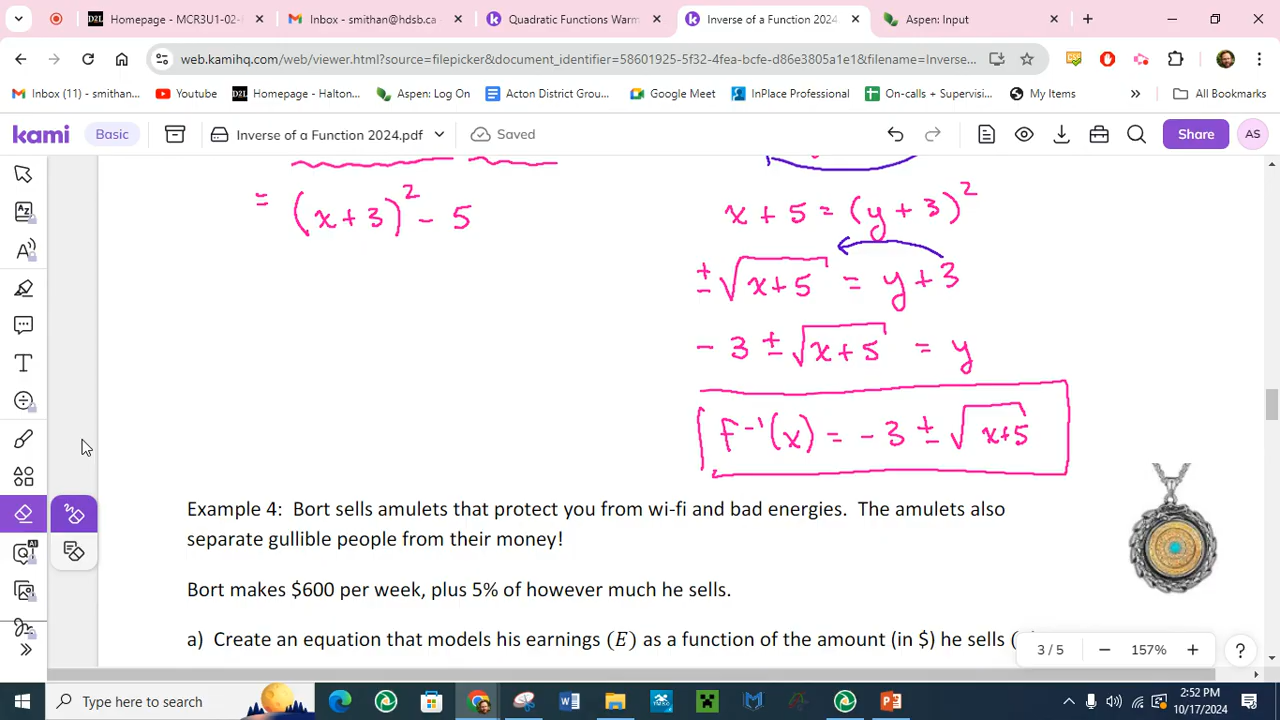 Homepage - MCR3U1-02-
Inbox - smithan@hdsb.ca
Quadratic Functions Warm
Inverse of a Function 2024
Aspen: Input
web.kamihq.com/web/viewer.html?source=filepicker&document_identifier=58601925-5f32-4fea-bcfe-d86e3805a1e1&filename=Inverse...
Inbox (11) - smithan...
Youtube
Homepage - Halton...
Aspen: Log On
Acton District Grou...
Google Meet
InPlace Professional
On-calls + Supervisi...
My Items
All Bookmarks
kami
Basic
Inverse of a Function 2024.pdf
Saved
Share
AS
= (x+3)² - 5
x + 5 = (y + 3)²
± √(x+5) = y + 3
- 3 ± √(x+5) = y
f⁻¹(x) = -3 ± √(x+5)
Example 4: Bort sells amulets that protect you from wi-fi and bad energies. The amulets also
separate gullible people from their money!
Bort makes $600 per week, plus 5% of however much he sells.
a) Create an equation that models his earnings (E) as a function of the amount (in $) he sells (
3 / 5
157%
Type here to search
2:52 PM
10/17/2024